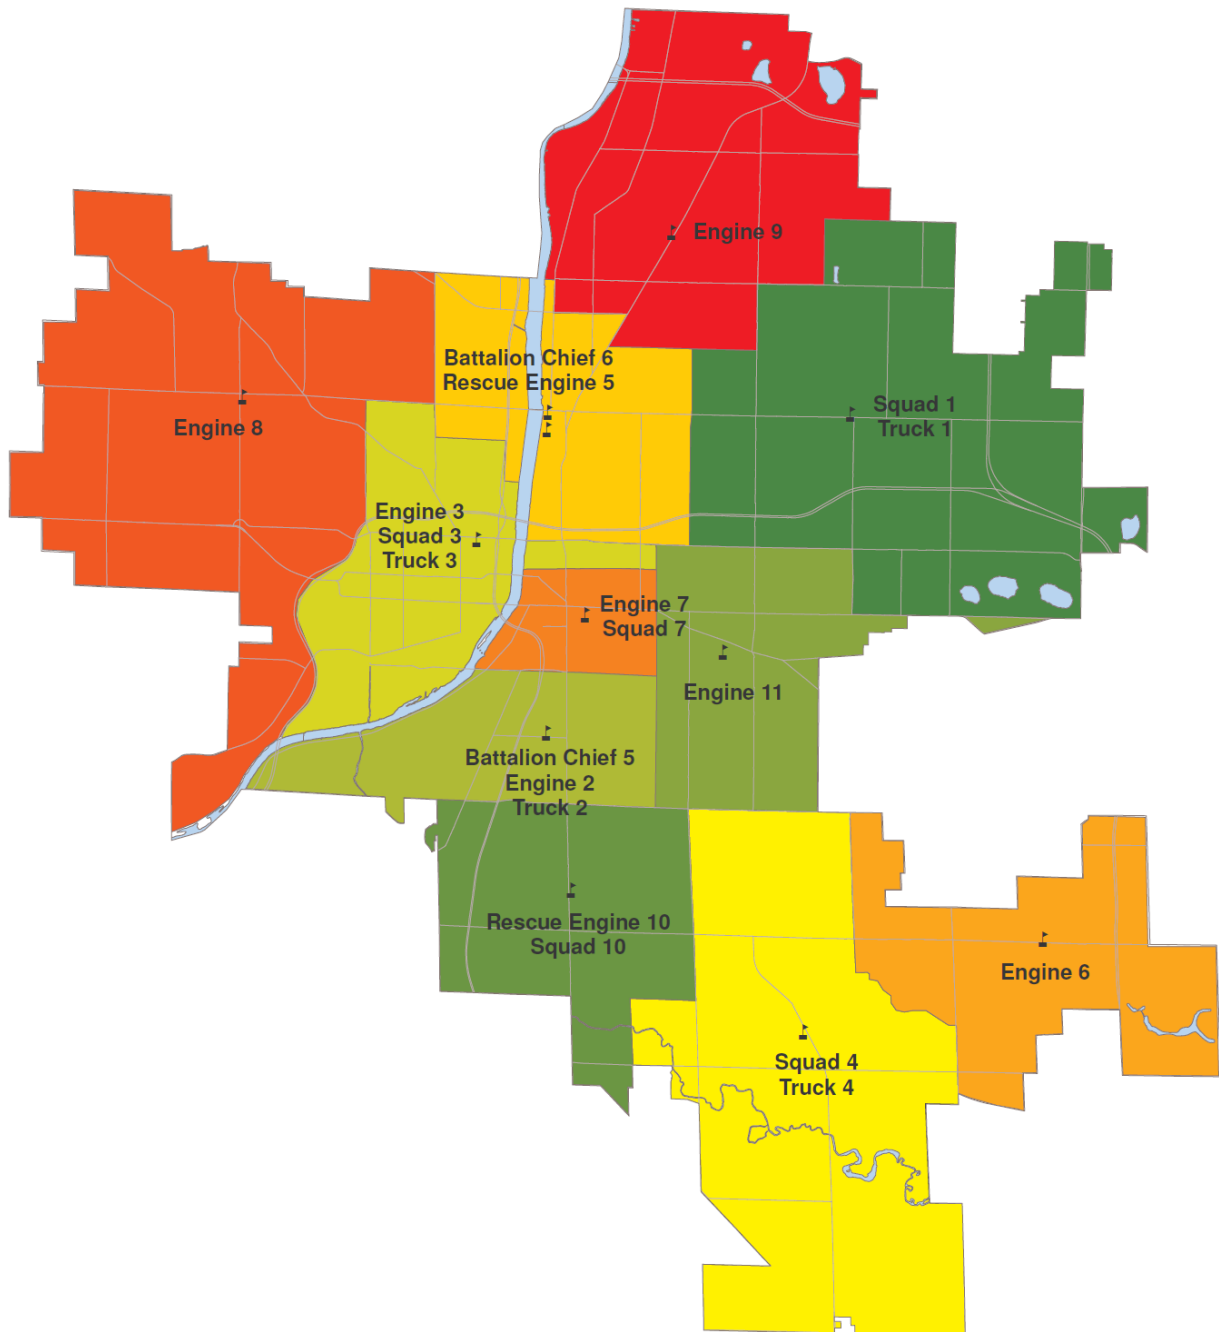 Engine 9
Battalion Chief 6
Rescue Engine 5
Squad 1
Truck 1
Engine 8
Engine 3
Squad 3
Truck 3
Engine 7
Squad 7
Engine 11
Battalion Chief 5
Engine 2
Truck 2
Rescue Engine 10
Squad 10
Engine 6
Squad 4
Truck 4